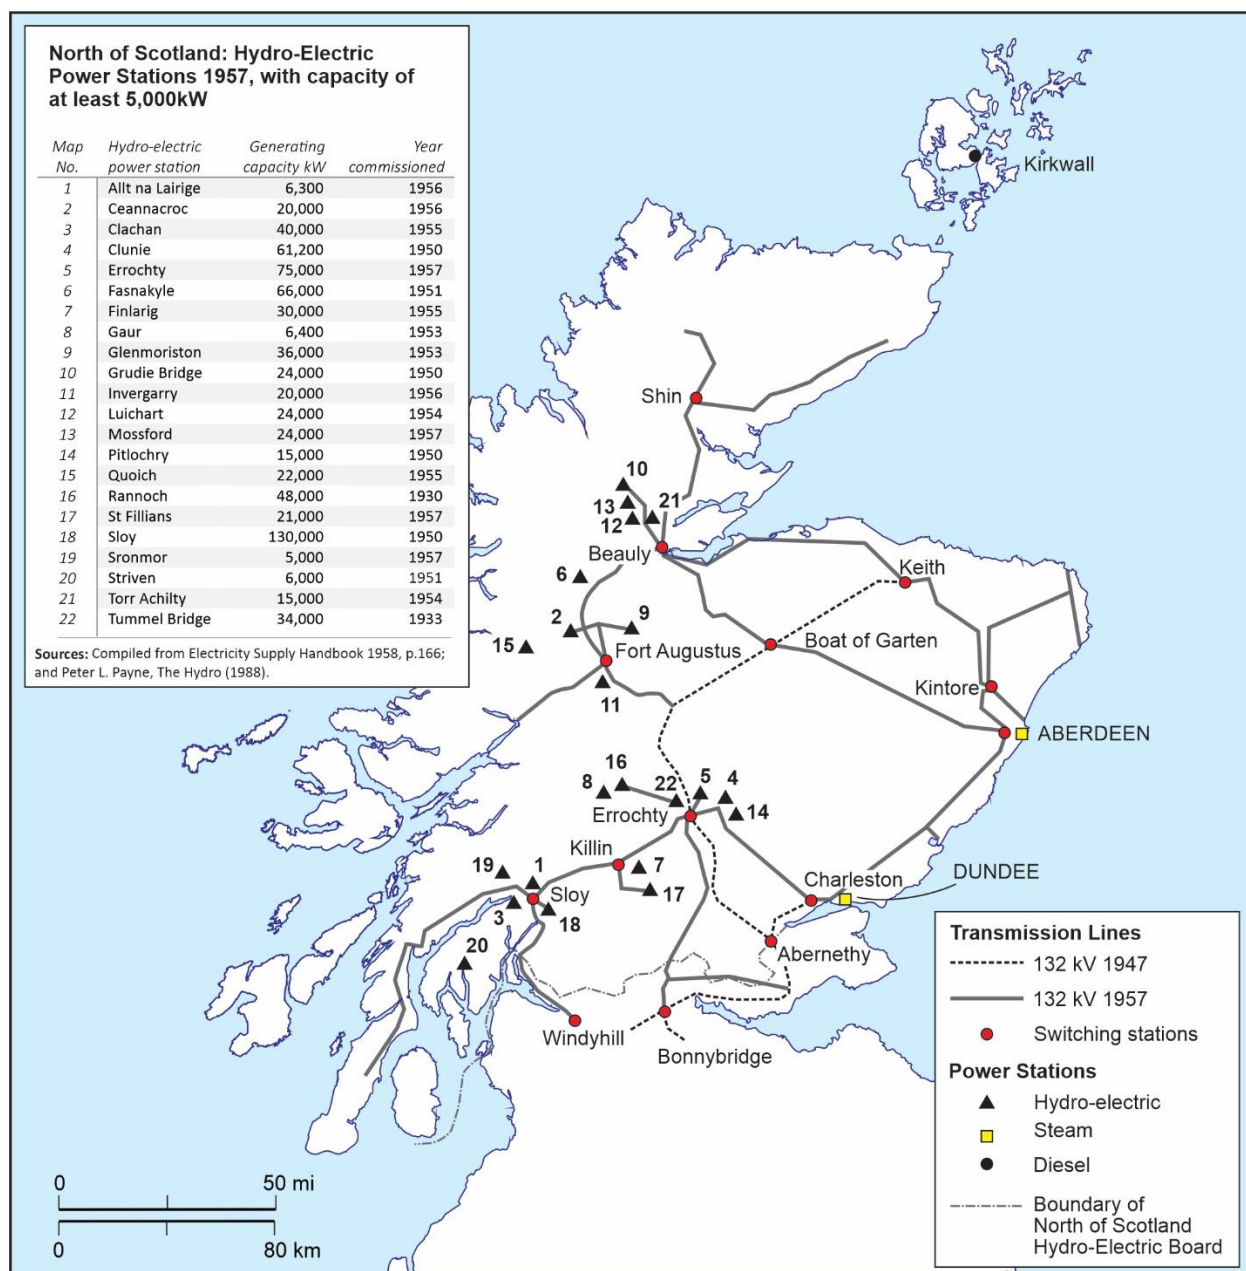 North of Scotland: Hydro-Electric
Power Stations 1957, with capacity of
at least 5,000kW
Map No. Hydro-electric power station Generating capacity kW Year commissioned
1 Allt na Lairige 6,300 1956
2 Ceannacroc 20,000 1956
3 Clachan 40,000 1955
4 Clunie 61,200 1950
5 Errochty 75,000 1957
6 Fasnakyle 66,000 1951
7 Finlarig 30,000 1955
8 Gaur 6,400 1953
9 Glenmoriston 36,000 1953
10 Grudie Bridge 24,000 1950
11 Invergarry 20,000 1956
12 Luichart 24,000 1954
13 Mossford 24,000 1957
14 Pitlochry 15,000 1950
15 Quoich 22,000 1955
16 Rannoch 48,000 1930
17 St Fillians 21,000 1957
18 Sloy 130,000 1950
19 Sronmor 5,000 1957
20 Striven 6,000 1951
21 Torr Achilty 15,000 1954
22 Tummel Bridge 34,000 1933
Sources: Compiled from Electricity Supply Handbook 1958, p.166;
and Peter L. Payne, The Hydro (1988).
Kirkwall
Shin
10
13
21
12
Beauly
Keith
6
2
9
15
Fort Augustus
Boat of Garten
11
Kintore
ABERDEEN
16
8
22
5
4
Errochty
14
Killin
7
19
1
17
Sloy
3
18
Charleston
DUNDEE
20
Abernethy
Windyhill
Bonnybridge
0 50 mi
0 80 km
Transmission Lines
132 kV 1947
132 kV 1957
Switching stations
Power Stations
Hydro-electric
Steam
Diesel
Boundary of
North of Scotland
Hydro-Electric Board